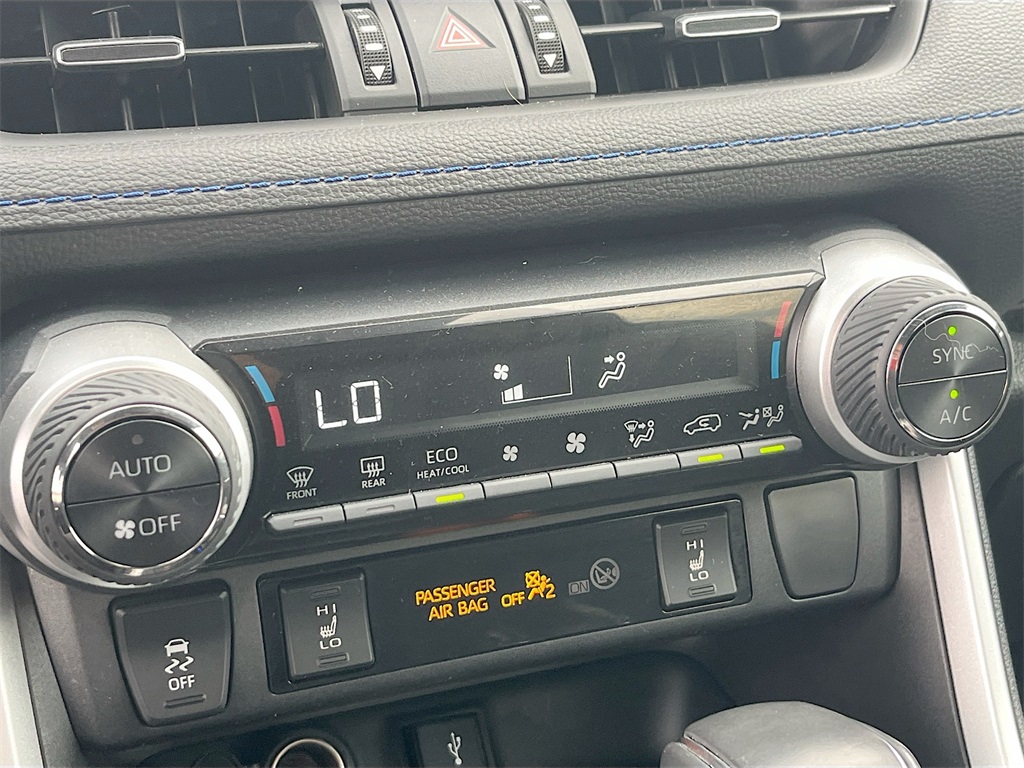 LO
AUTO
OFF
SYNC
A/C
FRONT
REAR
ECO
HEAT/COOL
HI
LO
PASSENGER
AIR BAG OFF 2 ON
HI
LO
OFF